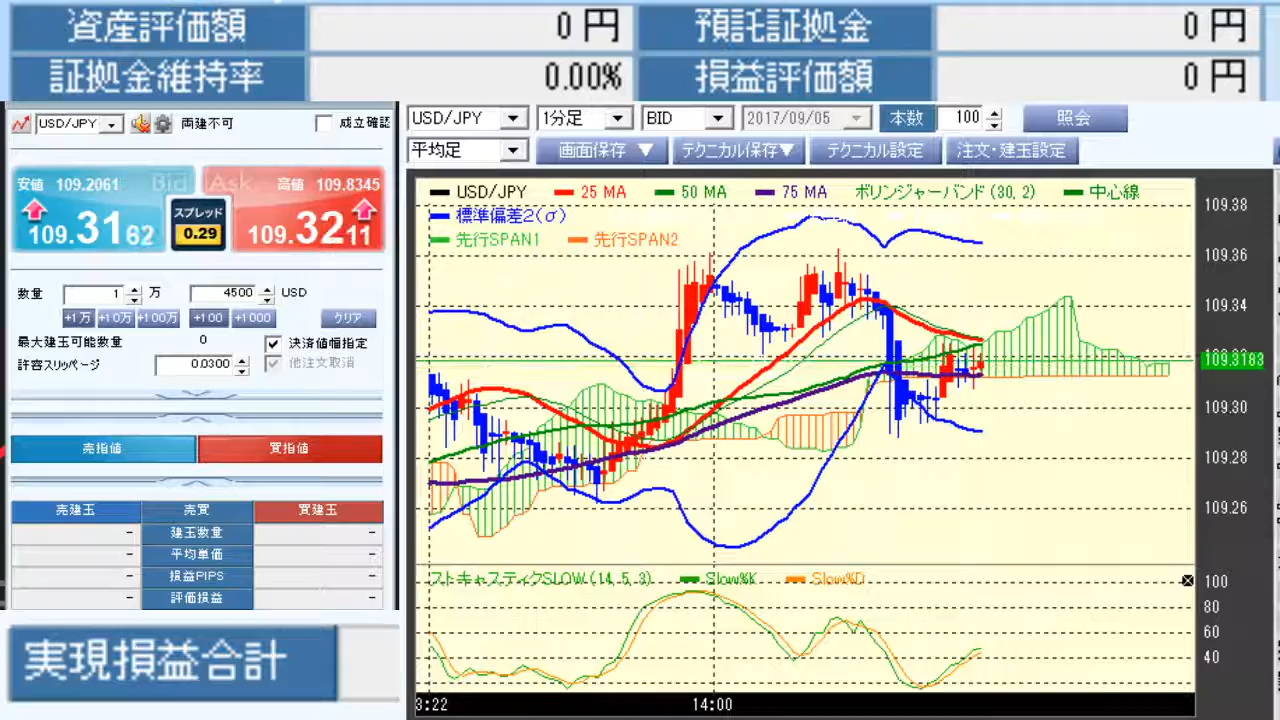 資産評価額 0 円 預託証拠金 0 円
証拠金維持率 0.00% 損益評価額 0 円
USD/JPY 両建不可 成立確認
安値 109.2061 Bid Ask 高値 109.8345
109.3162 スプレッド 0.29 109.3211
数量 1 万 4500 USD
+1万 +10万 +100万 +100 +1000 クリア
最大建玉可能数量 0 決済値幅指定
許容スリッページ 0.0300 他注文取消
売指値 買指値
売建玉 売買 買建玉
- 建玉数量 -
- 平均単価 -
- 損益PIPS -
- 評価損益 -
実現損益合計
USD/JPY 1分足 BID 2017/09/05 本数 100 照会
平均足 画面保存 ▼ テクニカル保存▼ テクニカル設定 注文・建玉設定
USD/JPY 25 MA 50 MA 75 MA ボリンジャーバンド(30,2) 中心線
標準偏差2(σ)
先行SPAN1 先行SPAN2
109.38
109.36
109.34
109.3183
109.30
109.28
109.26
ストキャスティクSLOW(14,5,3) Slow%K Slow%D
100
80
60
40
3:22 14:00